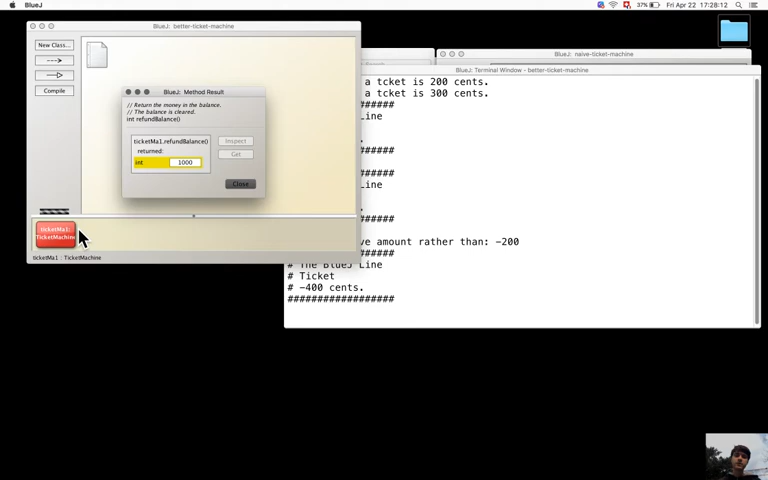 BlueJ
37%
Fri Apr 22 17:28:12
BlueJ: better-ticket-machine
New Class...
Compile
BlueJ: Method Result
// Return the money in the balance.
// The balance is cleared.
int refundBalance()
ticketMa1.refundBalance()
returned:
int
1000
Inspect
Get
Close
ticketMa1:
TicketMachine
ticketMa1 : TicketMachine
naive-ticket-machine
BlueJ: Terminal Window - better-ticket-machine
a tcket is 200 cents.
a tcket is 300 cents.
######
Line
.
######
######
Line
.
######
ve amount rather than: -200
######
# The BlueJ Line
# Ticket
# -400 cents.
##################